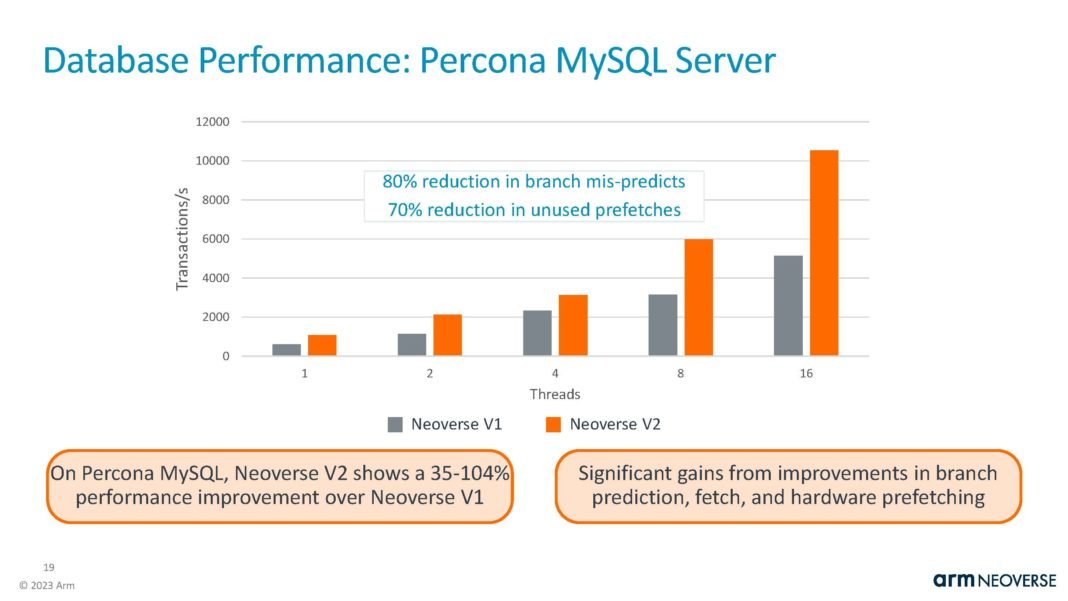 Database Performance: Percona MySQL Server
12000
10000
8000
6000
4000
2000
0
Transactions/s
80% reduction in branch mis-predicts
70% reduction in unused prefetches
1 2 4 8 16
Threads
Neoverse V1 Neoverse V2
On Percona MySQL, Neoverse V2 shows a 35-104%
performance improvement over Neoverse V1
Significant gains from improvements in branch
prediction, fetch, and hardware prefetching
19
© 2023 Arm
arm NEOVERSE